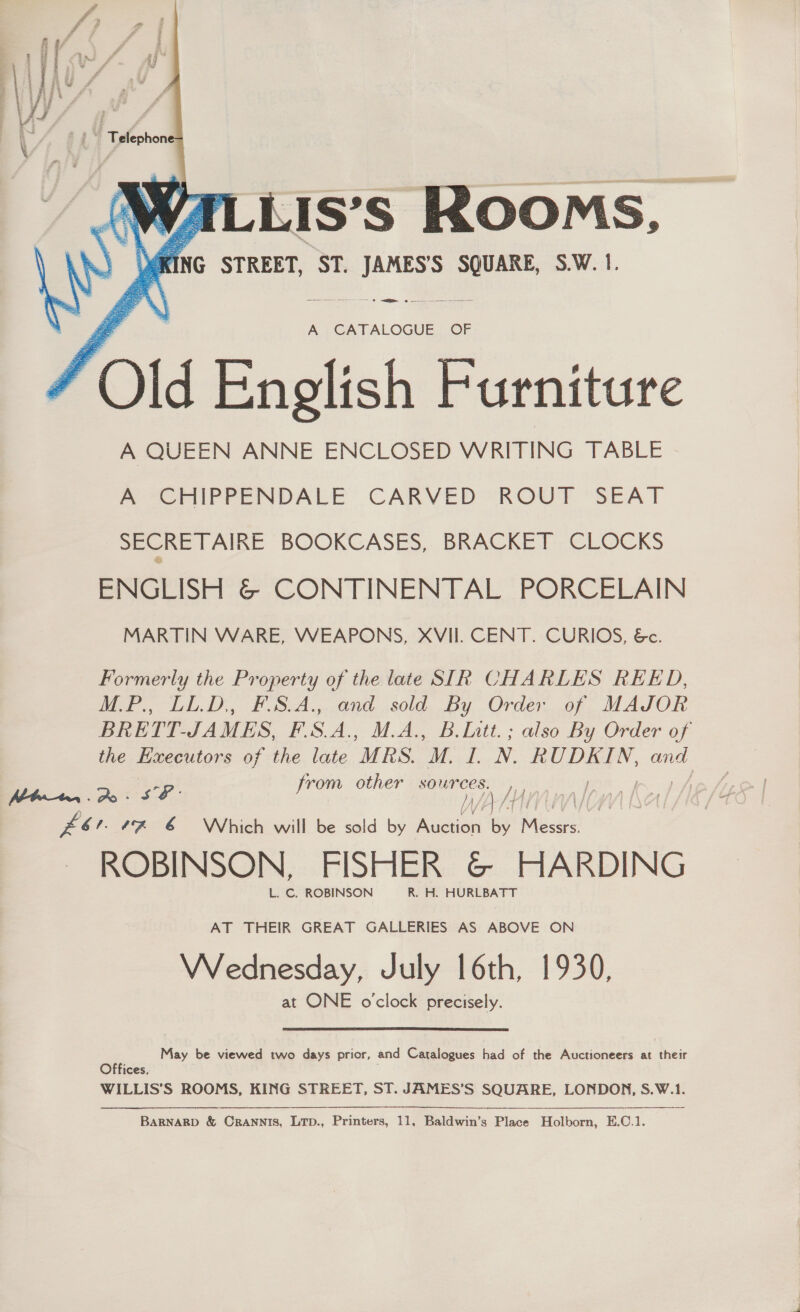 Telephone
WILLIS'S ROOMS,
KING STREET, ST. JAMES'S SQUARE, S.W. 1.
A CATALOGUE OF
Old English Furniture
A QUEEN ANNE ENCLOSED WRITING TABLE
A CHIPPENDALE CARVED ROUT SEAT
SECRETAIRE BOOKCASES, BRACKET CLOCKS
ENGLISH & CONTINENTAL PORCELAIN
MARTIN WARE, WEAPONS, XVII. CENT. CURIOS, &c.
Formerly the Property of the late SIR CHARLES REED,
M.P., LL.D., F.S.A., and sold By Order of MAJOR
BRETT-JAMES, F.S.A., M.A., B.Litt.; also By Order of
the Executors of the late MRS. M. I. N. RUDKIN, and
from other sources.
£61. 17 6 Which will be sold by Auction by Messrs.
ROBINSON, FISHER & HARDING
L. C. ROBINSON R. H. HURLBATT
AT THEIR GREAT GALLERIES AS ABOVE ON
Wednesday, July 16th, 1930,
at ONE o'clock precisely.
May be viewed two days prior, and Catalogues had of the Auctioneers at their
Offices.
WILLIS'S ROOMS, KING STREET, ST. JAMES'S SQUARE, LONDON, S.W.1.
BARNARD & CRANNIS, LTD., Printers, 11, Baldwin's Place Holborn, E.C.1.